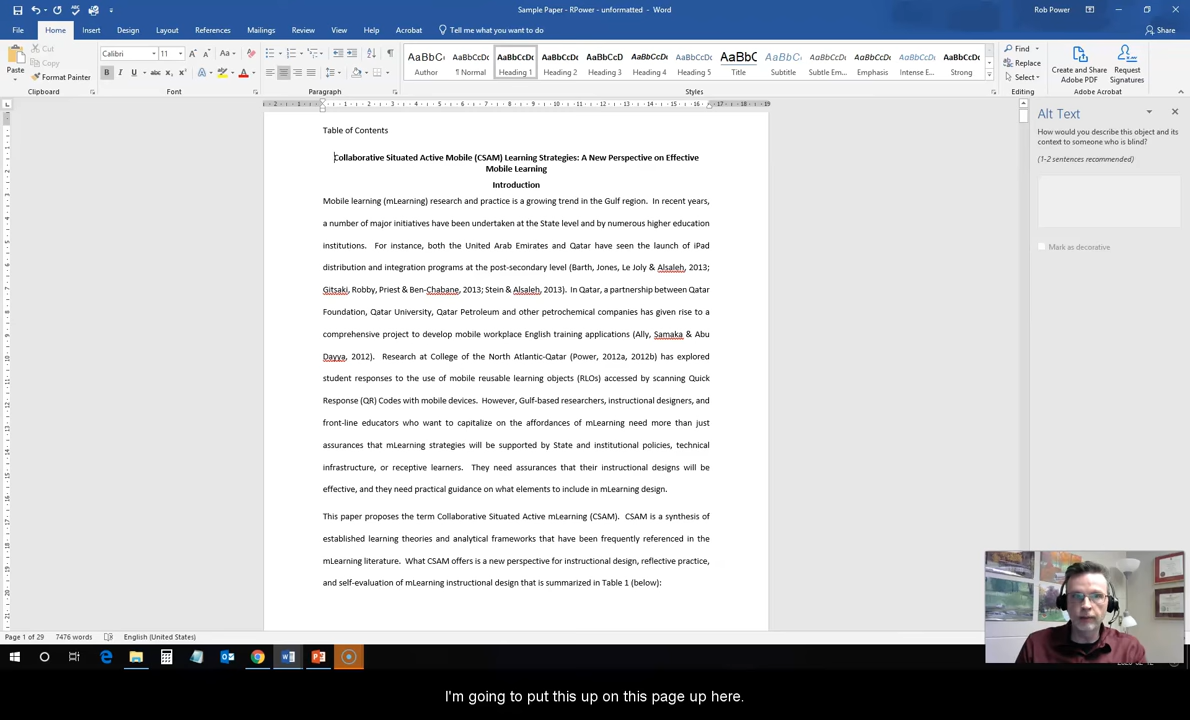 Sample Paper - RPower - unformatted - Word
Rob Power
File Home Insert Design Layout References Mailings Review View Acrobat Tell me what you want to do Share
Paste
Cut
Copy
Format Painter
Clipboard
Calibri 11
Font
Paragraph
AaBbC AaBbCc AaBbCcD AaBbCc AaBbCcD AaBbCc AaBbCcD AaBbC AaBbC AaBbCcD AaBbCcD AaBbCcD AaBbCc
Author ¶ Normal Heading 1 Heading 2 Heading 3 Heading 4 Heading 5 Title Subtitle Subtle Em... Emphasis Intense E... Strong
Styles
Find
Replace
Select
Editing
Create and Share
Adobe PDF
Request
Signatures
Adobe Acrobat
Alt Text
How would you describe this object and its
context to someone who is blind?
(1-2 sentences recommended)
Mark as decorative
Table of Contents
Collaborative Situated Active Mobile (CSAM) Learning Strategies: A New Perspective on Effective
Mobile Learning
Introduction
Mobile learning (mLearning) research and practice is a growing trend in the Gulf region. In recent years,
a number of major initiatives have been undertaken at the State level and by numerous higher education
institutions. For instance, both the United Arab Emirates and Qatar have seen the launch of iPad
distribution and integration programs at the post-secondary level (Barth, Jones, Le Joly & Alsaleh, 2013;
Gitsaki, Robby, Priest & Ben-Chabane, 2013; Stein & Alsaleh, 2013). In Qatar, a partnership between Qatar
Foundation, Qatar University, Qatar Petroleum and other petrochemical companies has given rise to a
comprehensive project to develop mobile workplace English training applications (Ally, Samaka & Abu
Dayya, 2012). Research at College of the North Atlantic-Qatar (Power, 2012a, 2012b) has explored
student responses to the use of mobile reusable learning objects (RLOs) accessed by scanning Quick
Response (QR) Codes with mobile devices. However, Gulf-based researchers, instructional designers, and
front-line educators who want to capitalize on the affordances of mLearning need more than just
assurances that mLearning strategies will be supported by State and institutional policies, technical
infrastructure, or receptive learners. They need assurances that their instructional designs will be
effective, and they need practical guidance on what elements to include in mLearning design.
This paper proposes the term Collaborative Situated Active mLearning (CSAM). CSAM is a synthesis of
established learning theories and analytical frameworks that have been frequently referenced in the
mLearning literature. What CSAM offers is a new perspective for instructional design, reflective practice,
and self-evaluation of mLearning instructional design that is summarized in Table 1 (below):
Page 1 of 29 7476 words English (United States)
I'm going to put this up on this page up here.